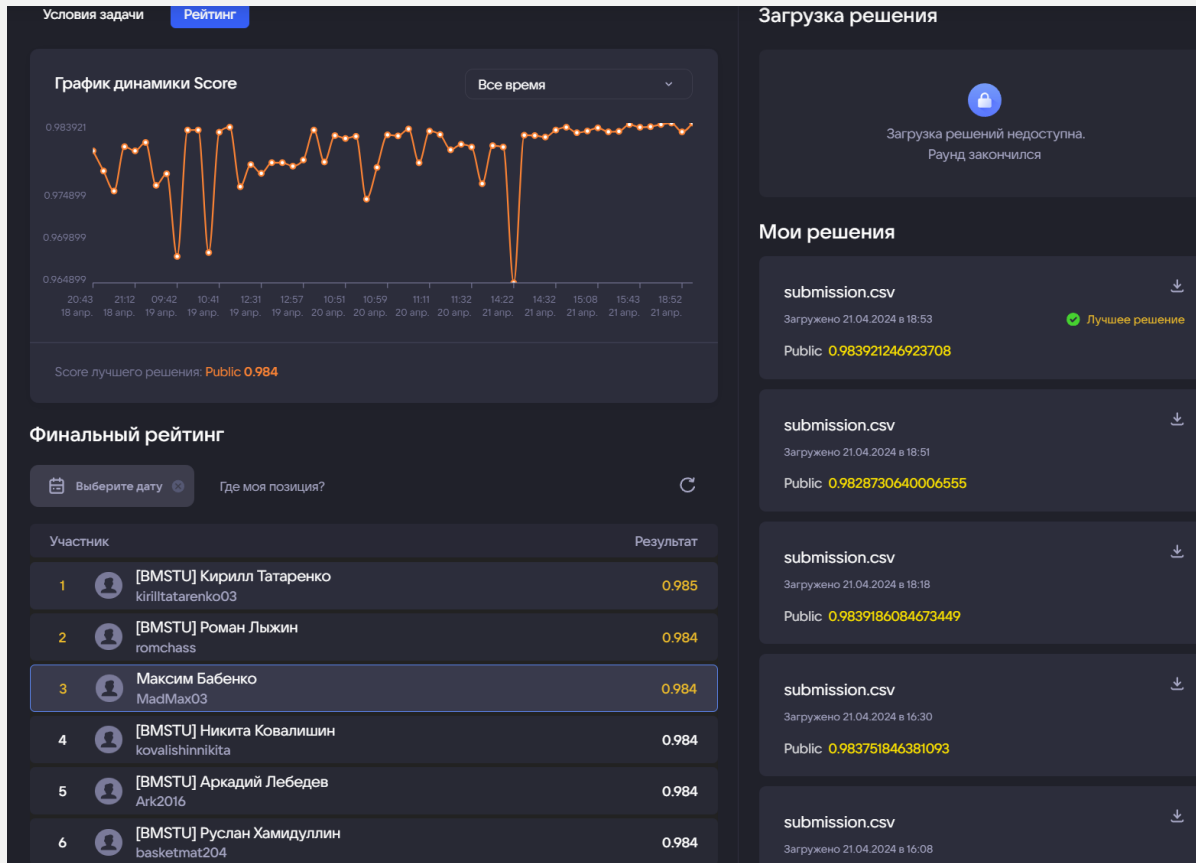 Условия задачи
Рейтинг
График динамики Score
Все время
0.983921
0.974899
0.969899
0.964899
20:43 21:12 09:42 10:41 12:31 12:57 10:51 10:59 11:11 11:32 14:22 14:32 15:08 15:43 18:52
18 апр. 18 апр. 19 апр. 19 апр. 19 апр. 19 апр. 20 апр. 20 апр. 20 апр. 20 апр. 21 апр. 21 апр. 21 апр. 21 апр. 21 апр.
Score лучшего решения: Public 0.984
Финальный рейтинг
Выберите дату
Где моя позиция?
Участник Результат
1 [BMSTU] Кирилл Татаренко 0.985
kirilltatarenko03
2 [BMSTU] Роман Лыжин 0.984
romchass
3 Максим Бабенко 0.984
MadMax03
4 [BMSTU] Никита Ковалишин 0.984
kovalishinnikita
5 [BMSTU] Аркадий Лебедев 0.984
Ark2016
6 [BMSTU] Руслан Хамидуллин 0.984
basketmat204
Загрузка решения
Загрузка решений недоступна.
Раунд закончился
Мои решения
submission.csv
Загружено 21.04.2024 в 18:53
Лучшее решение
Public 0.983921246923708
submission.csv
Загружено 21.04.2024 в 18:51
Public 0.9828730640006555
submission.csv
Загружено 21.04.2024 в 18:18
Public 0.9839186084673449
submission.csv
Загружено 21.04.2024 в 16:30
Public 0.983751846381093
submission.csv
Загружено 21.04.2024 в 16:08